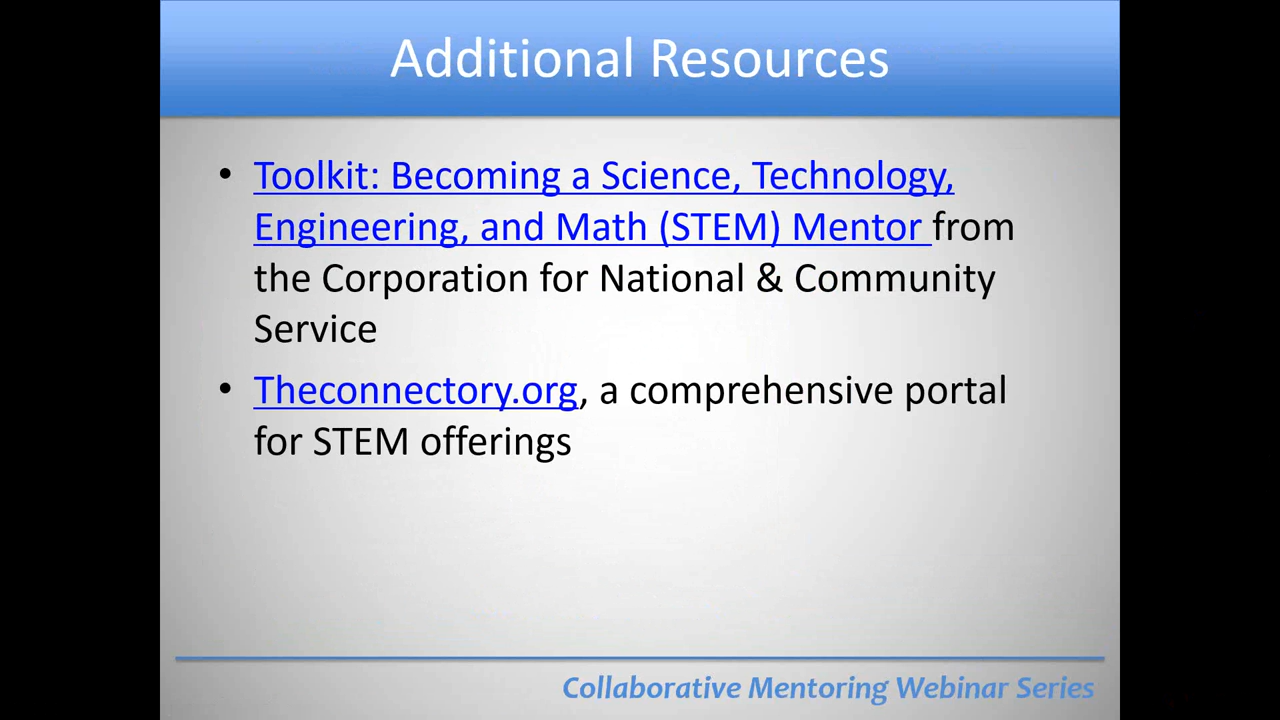 Additional Resources
• Toolkit: Becoming a Science, Technology,
Engineering, and Math (STEM) Mentor from
the Corporation for National & Community
Service
• Theconnectory.org, a comprehensive portal
for STEM offerings
Collaborative Mentoring Webinar Series